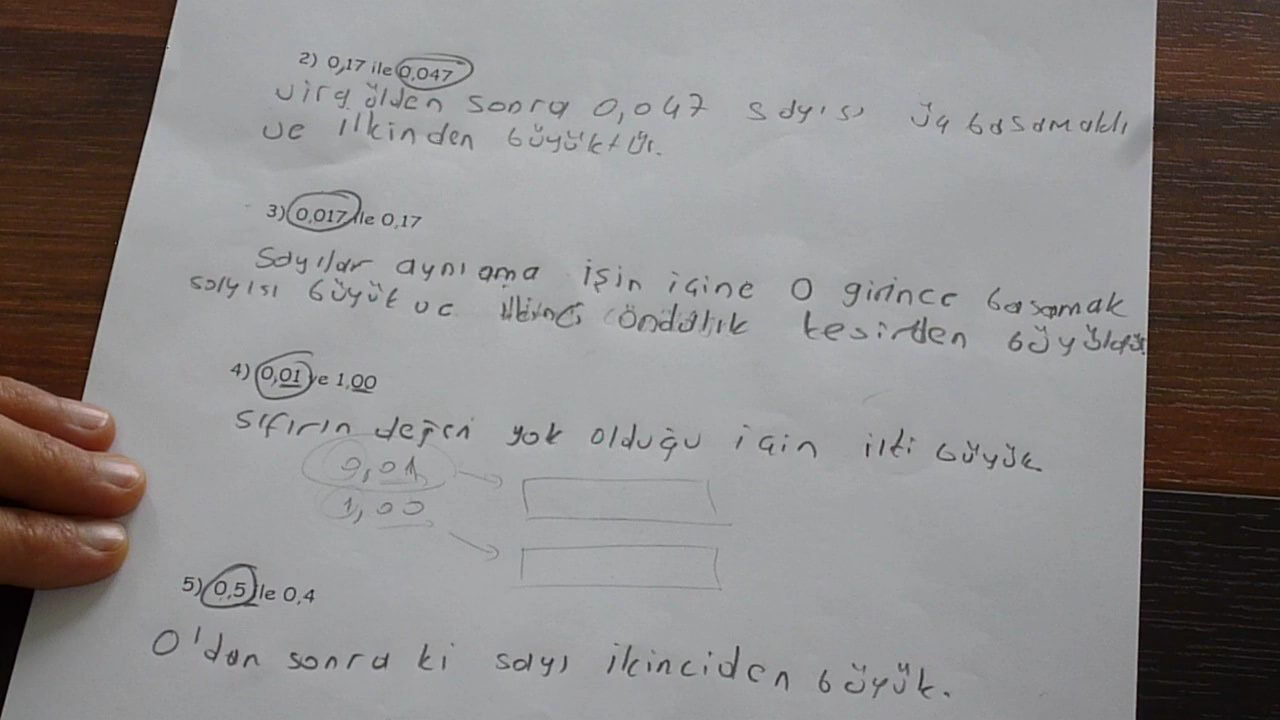 2) 0,17 ile 0,047
virgülden sonra 0,047 sayısı üç basamaklı
ve ilkinden büyüktür.
3) 0,017 ile 0,17
Sayılar aynı ama işin içine 0 girince basamak
sayısı büyük ve ikinci öndalık kesirden büyüktür
4) 0,01 ve 1,00
Sıfırın değeri yok olduğu için ilki büyük
0,01
1,00
5) 0,5 ile 0,4
0'dan sonra ki sayı ikinciden büyük.